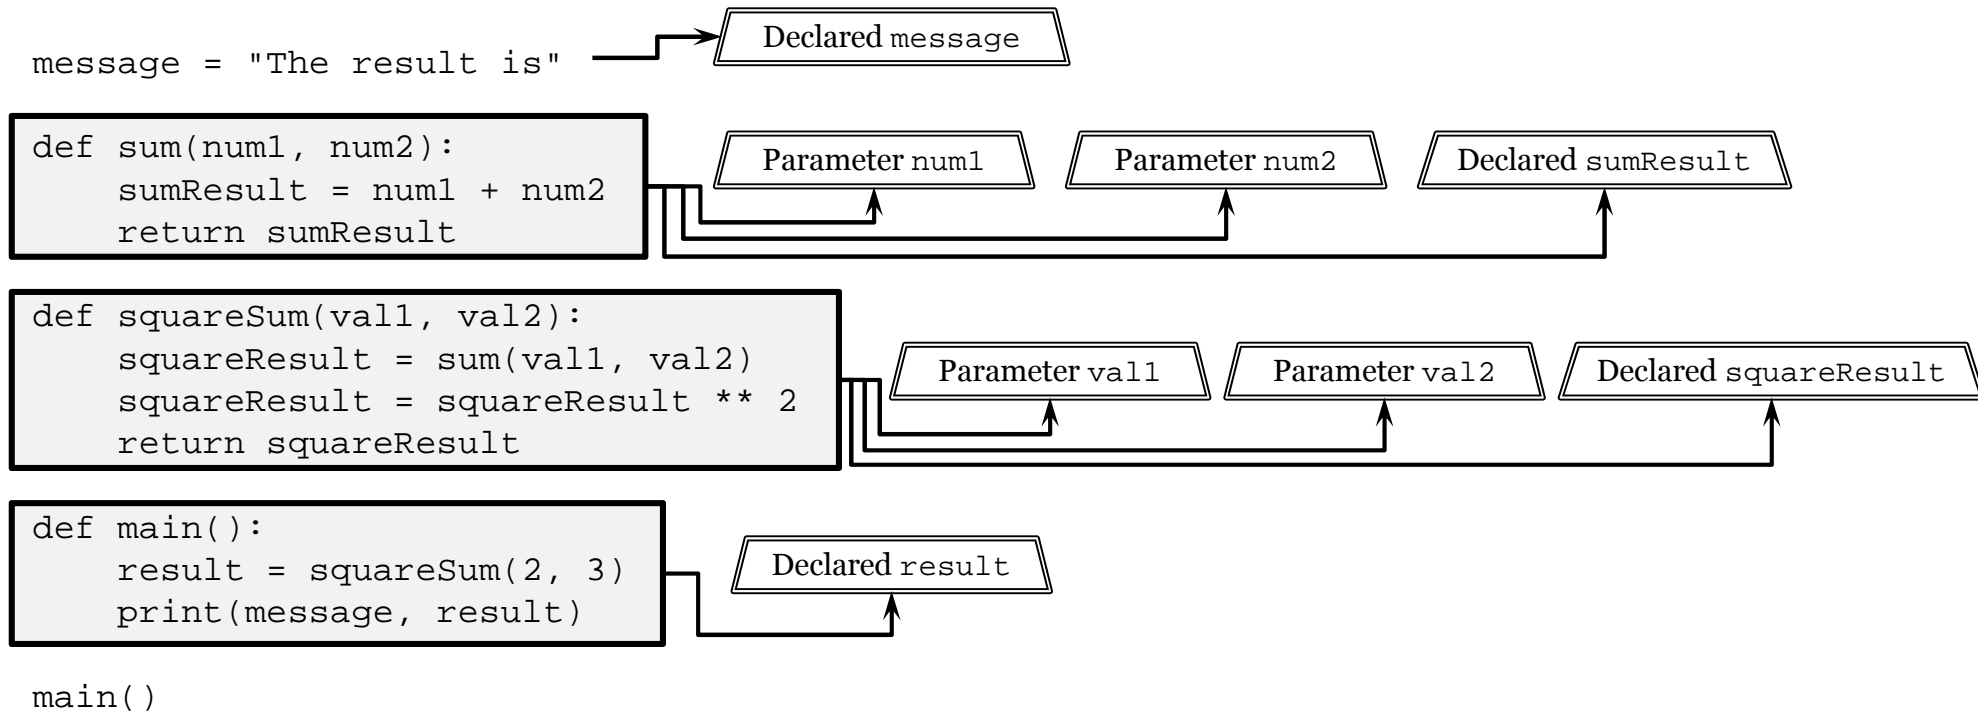 message = "The result is"
Declared message
def sum(num1, num2):
    sumResult = num1 + num2
    return sumResult
Parameter num1
Parameter num2
Declared sumResult
def squareSum(val1, val2):
    squareResult = sum(val1, val2)
    squareResult = squareResult ** 2
    return squareResult
Parameter val1
Parameter val2
Declared squareResult
def main():
    result = squareSum(2, 3)
    print(message, result)
Declared result
main()